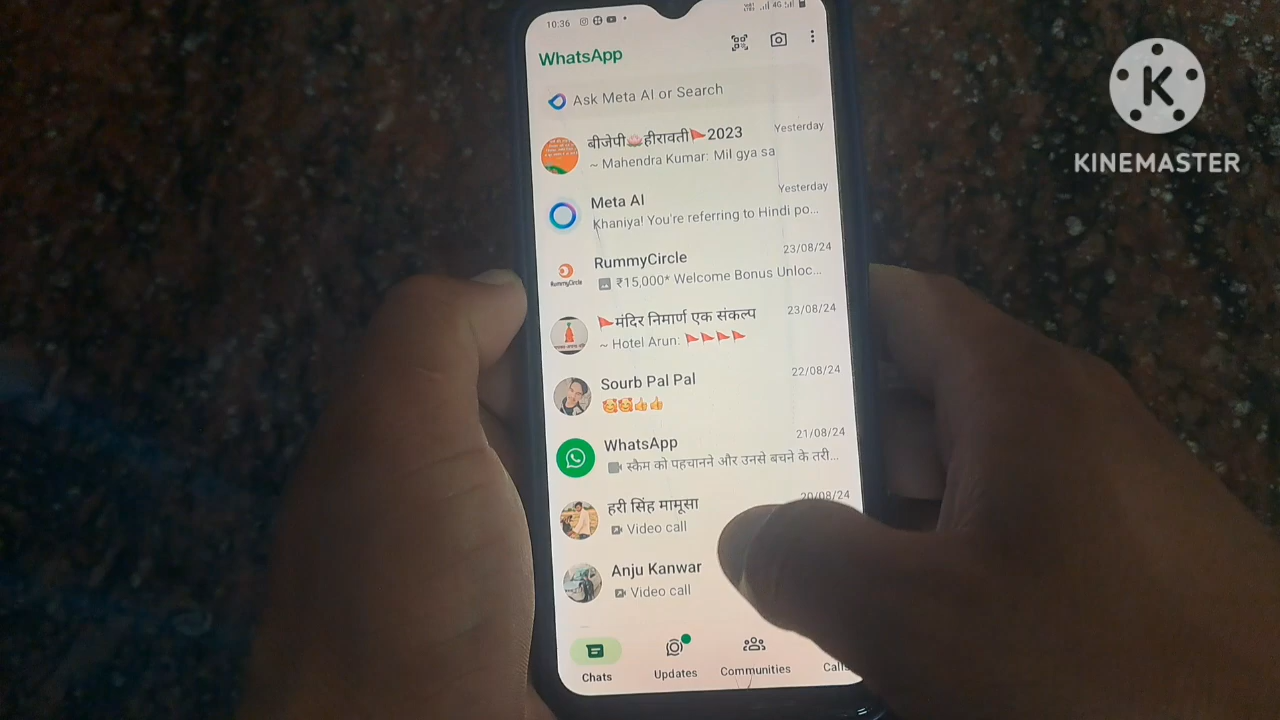 10:36
4G
WhatsApp
Ask Meta AI or Search
बीजेपी🪷हीरावती🚩2023
Yesterday
~ Mahendra Kumar: Mil gya sa
Meta AI
Yesterday
Khaniya! You're referring to Hindi po...
RummyCircle
23/08/24
RummyCircle
₹15,000* Welcome Bonus Unloc...
🚩मंदिर निमार्ण एक संकल्प
23/08/24
~ Hotel Arun: 🚩🚩🚩🚩
Sourb Pal Pal
22/08/24
🥰🥰👍👍
WhatsApp
21/08/24
स्कैम को पहचानने और उनसे बचने के तरी...
हरी सिंह मामूसा
20/08/24
Video call
Anju Kanwar
Video call
Chats
Updates
Communities
Calls
K
KINEMASTER